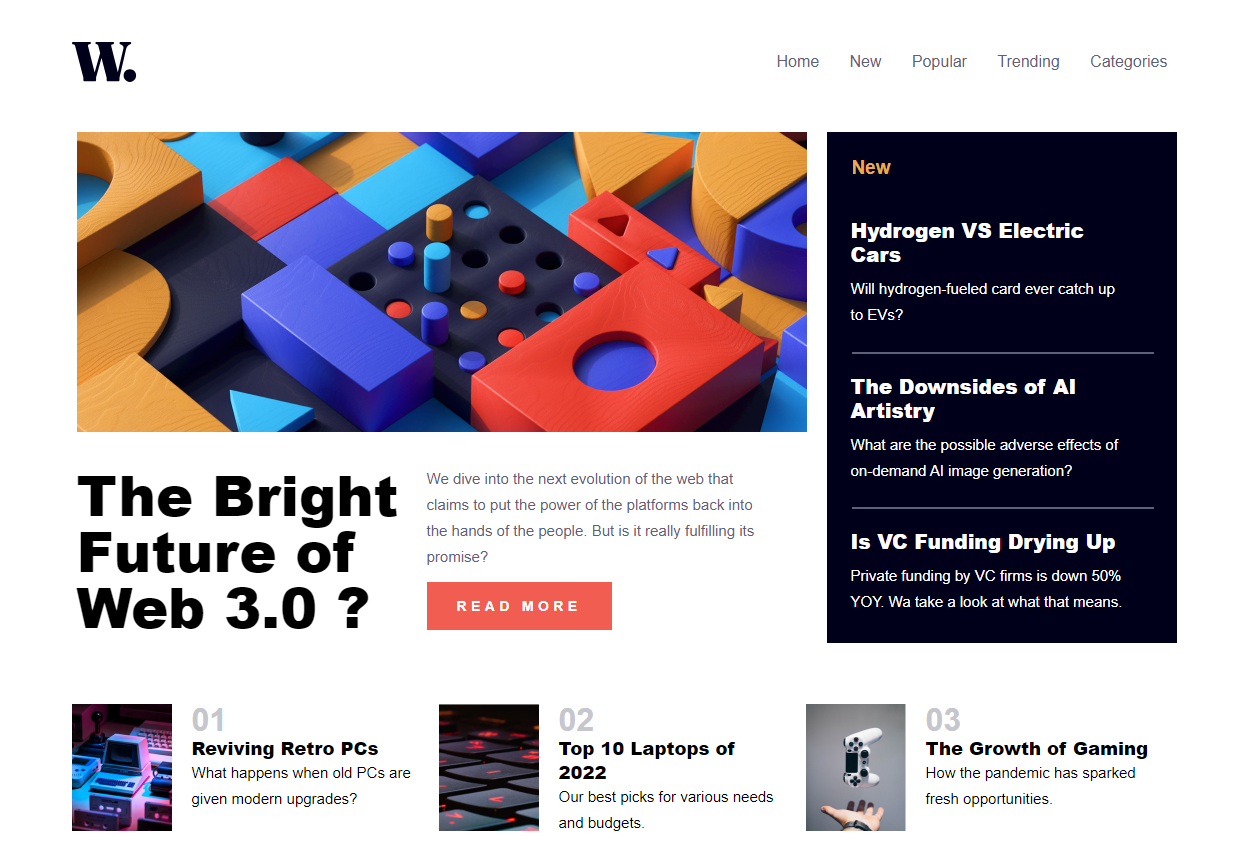 W.
Home New Popular Trending Categories
The Bright
Future of
Web 3.0 ?
We dive into the next evolution of the web that
claims to put the power of the platforms back into
the hands of the people. But is it really fulfilling its
promise?
READ MORE
New
Hydrogen VS Electric
Cars
Will hydrogen-fueled card ever catch up
to EVs?
The Downsides of AI
Artistry
What are the possible adverse effects of
on-demand AI image generation?
Is VC Funding Drying Up
Private funding by VC firms is down 50%
YOY. Wa take a look at what that means.
01
Reviving Retro PCs
What happens when old PCs are
given modern upgrades?
02
Top 10 Laptops of
2022
Our best picks for various needs
and budgets.
03
The Growth of Gaming
How the pandemic has sparked
fresh opportunities.